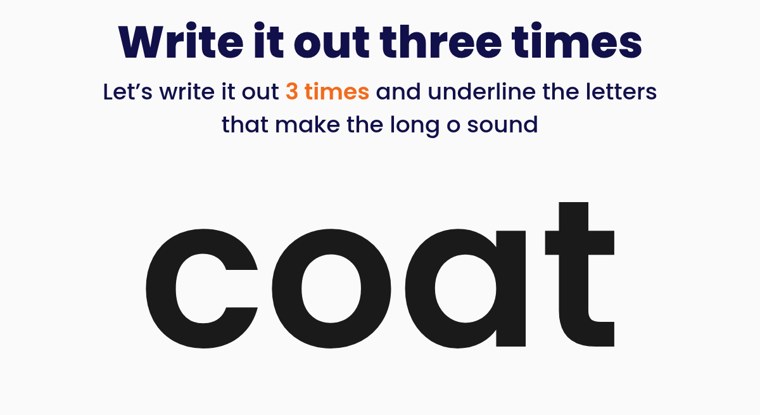 Write it out three times
Let’s write it out 3 times and underline the letters
that make the long o sound
coat